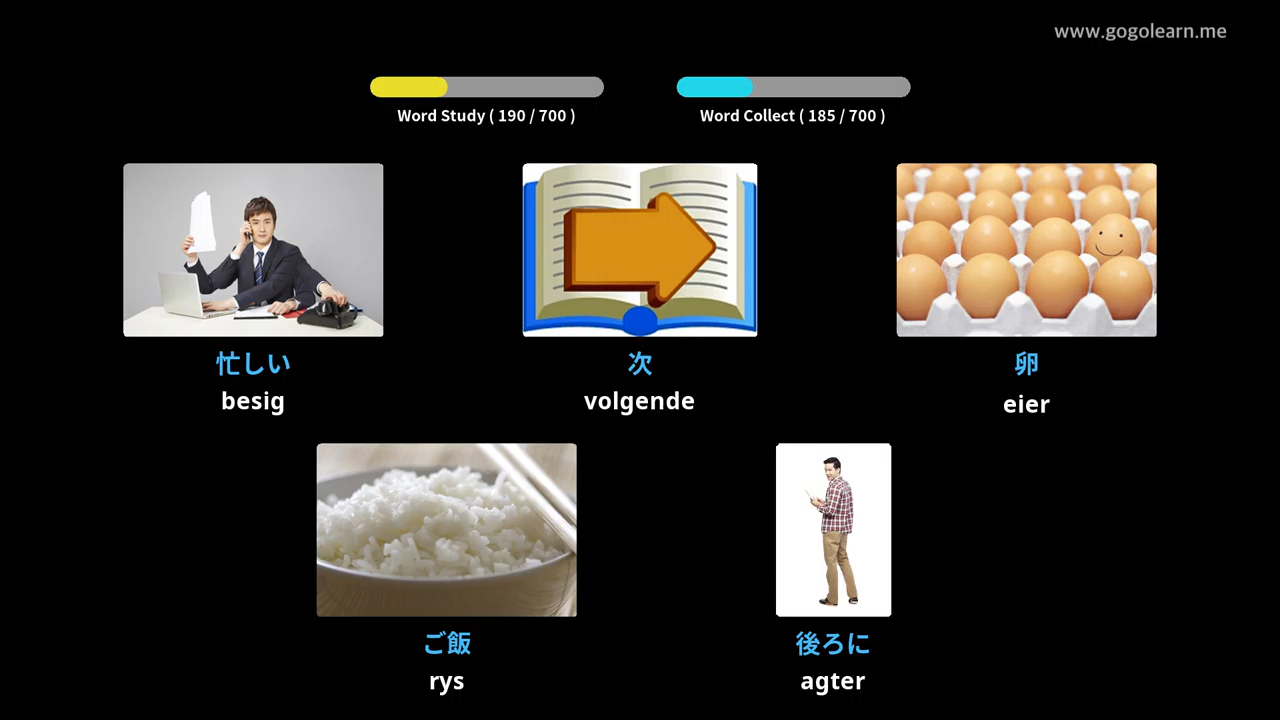 www.gogolearn.me
Word Study ( 190 / 700 )
Word Collect ( 185 / 700 )
忙しい
besig
次
volgende
卵
eier
ご飯
rys
後ろに
agter